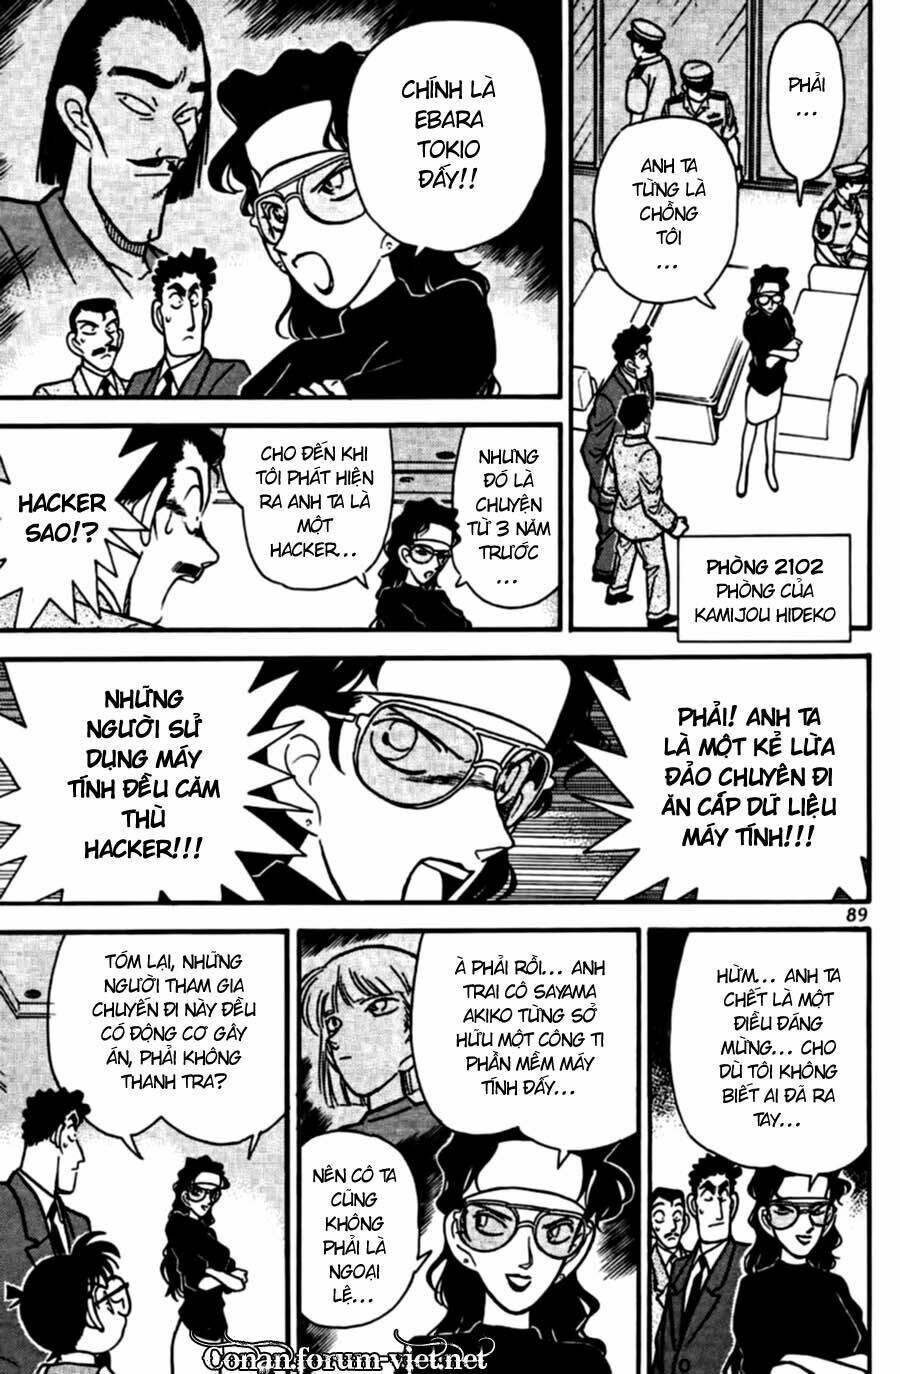 PHẢI
...
ANH TA
TỪNG LÀ
CHỒNG
TÔI
...
PHÒNG 2102
PHÒNG CỦA
KAMIJOU HIDEKO
CHÍNH LÀ
EBARA
TOKIO
ĐẤY!!
NHƯNG
ĐÓ LÀ
CHUYỆN
TỪ 3 NĂM
TRƯỚC
...
CHO ĐẾN KHI
TÔI PHÁT HIỆN
RA ANH TA LÀ
MỘT
HACKER...
HACKER
SAO!?
PHẢI! ANH TA
LÀ MỘT KẺ LỪA
ĐẢO CHUYÊN ĐI
ĂN CẮP DỮ LIỆU
MÁY TÍNH!!!
NHỮNG
NGƯỜI SỬ
DỤNG MÁY
TÍNH ĐỀU CĂM
THÙ
HACKER!!!
89
HỪM... ANH TA
CHẾT LÀ MỘT
ĐIỀU ĐÁNG
MỪNG... CHO
DÙ TÔI KHÔNG
BIẾT AI ĐÃ RA
TAY...
À PHẢI RỒI... ANH
TRAI CÔ SAYAMA
AKIKO TỪNG SỞ
HỮU MỘT CÔNG TI
PHẦN MỀM MÁY
TÍNH ĐẤY...
NÊN CÔ TA
CŨNG
KHÔNG
PHẢI LÀ
NGOẠI
LỆ...
TÓM LẠI, NHỮNG
NGƯỜI THAM GIA
CHUYẾN ĐI NÀY ĐỀU
CÓ ĐỘNG CƠ GÂY
ÁN, PHẢI KHÔNG
THANH TRA?
Conan.forum-viet.net